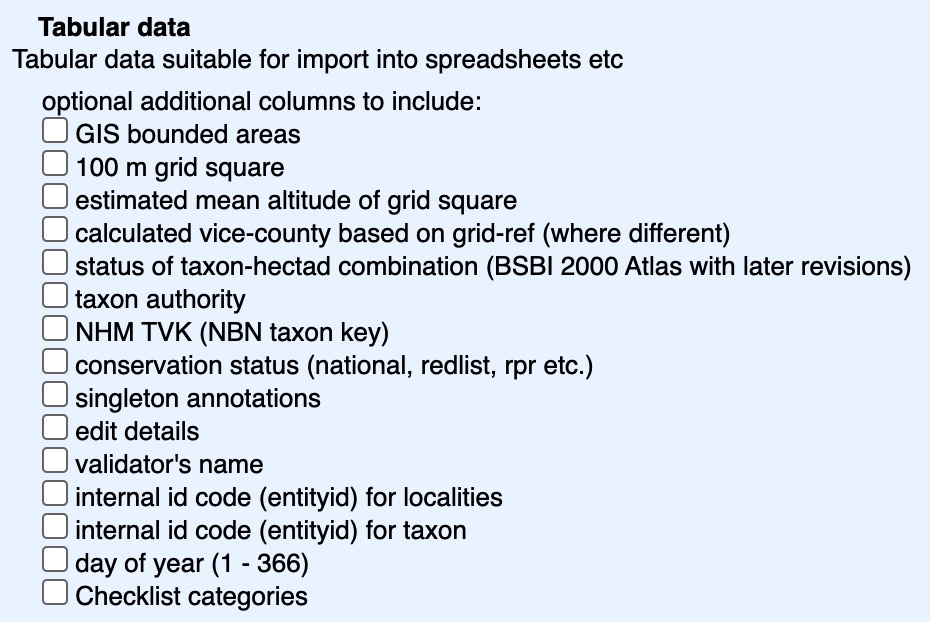 Tabular data
Tabular data suitable for import into spreadsheets etc
optional additional columns to include:
GIS bounded areas
100 m grid square
estimated mean altitude of grid square
calculated vice-county based on grid-ref (where different)
status of taxon-hectad combination (BSBI 2000 Atlas with later revisions)
taxon authority
NHM TVK (NBN taxon key)
conservation status (national, redlist, rpr etc.)
singleton annotations
edit details
validator's name
internal id code (entityid) for localities
internal id code (entityid) for taxon
day of year (1 - 366)
Checklist categories